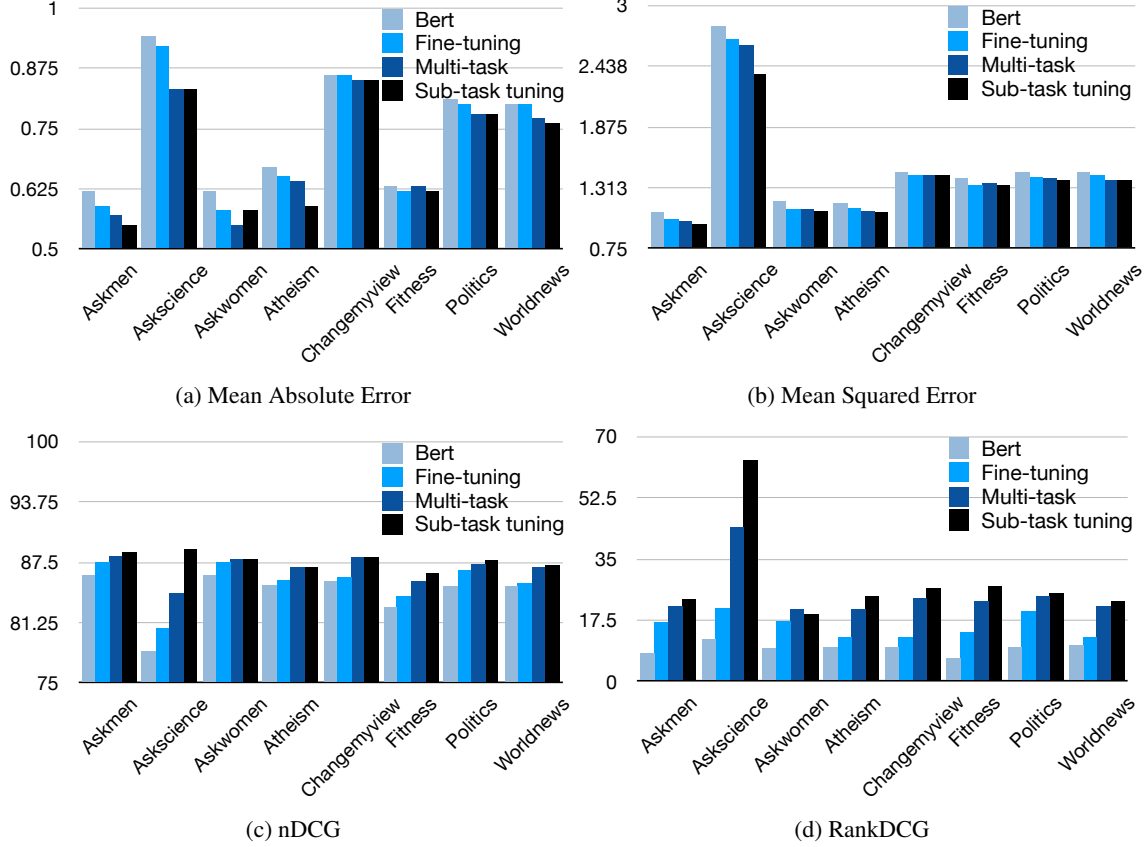 1
0.875
0.75
0.625
0.5
Bert
Fine-tuning
Multi-task
Sub-task tuning
Askmen
Askscience
Askwomen
Atheism
Changemyview
Fitness
Politics
Worldnews
(a) Mean Absolute Error
3
2.438
1.875
1.313
0.75
Bert
Fine-tuning
Multi-task
Sub-task tuning
Askmen
Askscience
Askwomen
Atheism
Changemyview
Fitness
Politics
Worldnews
(b) Mean Squared Error
100
93.75
87.5
81.25
75
Bert
Fine-tuning
Multi-task
Sub-task tuning
Askmen
Askscience
Askwomen
Atheism
Changemyview
Fitness
Politics
Worldnews
(c) nDCG
70
52.5
35
17.5
0
Bert
Fine-tuning
Multi-task
Sub-task tuning
Askmen
Askscience
Askwomen
Atheism
Changemyview
Fitness
Politics
Worldnews
(d) RankDCG